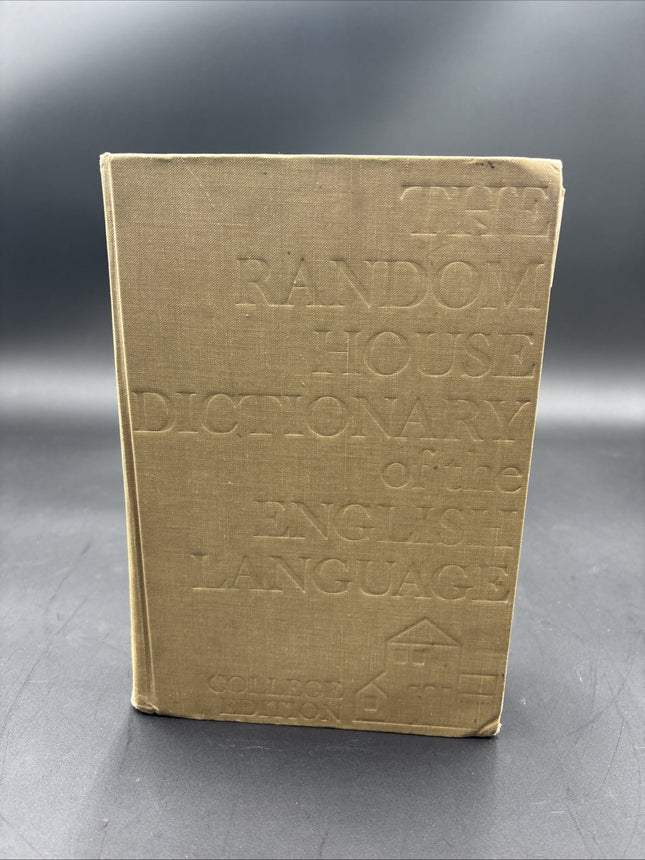 THE
RANDOM
HOUSE
DICTIONARY
of the
ENGLISH
LANGUAGE
COLLEGE
EDITION